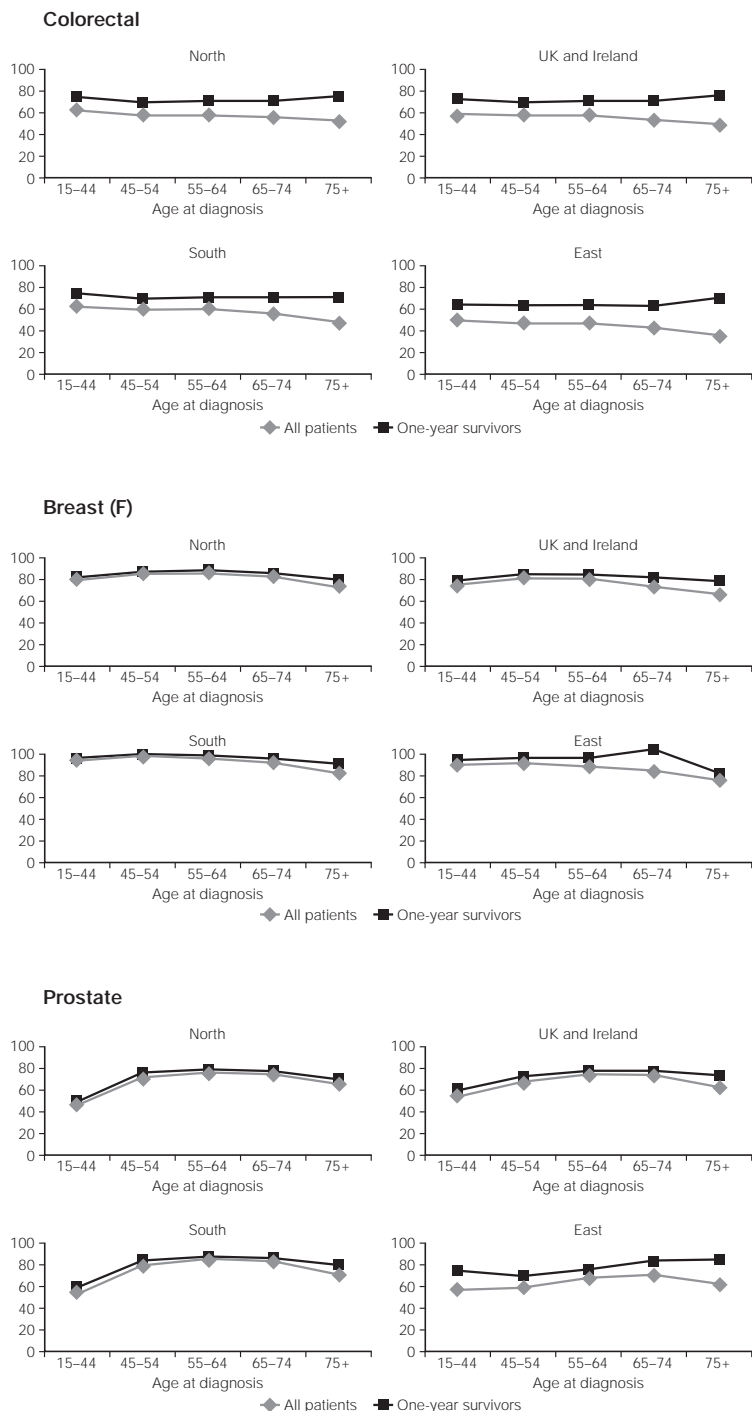 Colorectal
North
100
80
60
40
20
0
15–44 45–54 55–64 65–74 75+
Age at diagnosis
UK and Ireland
100
80
60
40
20
0
15–44 45–54 55–64 65–74 75+
Age at diagnosis
South
100
80
60
40
20
0
15–44 45–54 55–64 65–74 75+
Age at diagnosis
East
100
80
60
40
20
0
15–44 45–54 55–64 65–74 75+
Age at diagnosis
All patients One-year survivors
Breast (F)
North
100
80
60
40
20
0
15–44 45–54 55–64 65–74 75+
Age at diagnosis
UK and Ireland
100
80
60
40
20
0
15–44 45–54 55–64 65–74 75+
Age at diagnosis
South
100
80
60
40
20
0
15–44 45–54 55–64 65–74 75+
Age at diagnosis
East
100
80
60
40
20
0
15–44 45–54 55–64 65–74 75+
Age at diagnosis
All patients One-year survivors
Prostate
North
100
80
60
40
20
0
15–44 45–54 55–64 65–74 75+
Age at diagnosis
UK and Ireland
100
80
60
40
20
0
15–44 45–54 55–64 65–74 75+
Age at diagnosis
South
100
80
60
40
20
0
15–44 45–54 55–64 65–74 75+
Age at diagnosis
East
100
80
60
40
20
0
15–44 45–54 55–64 65–74 75+
Age at diagnosis
All patients One-year survivors